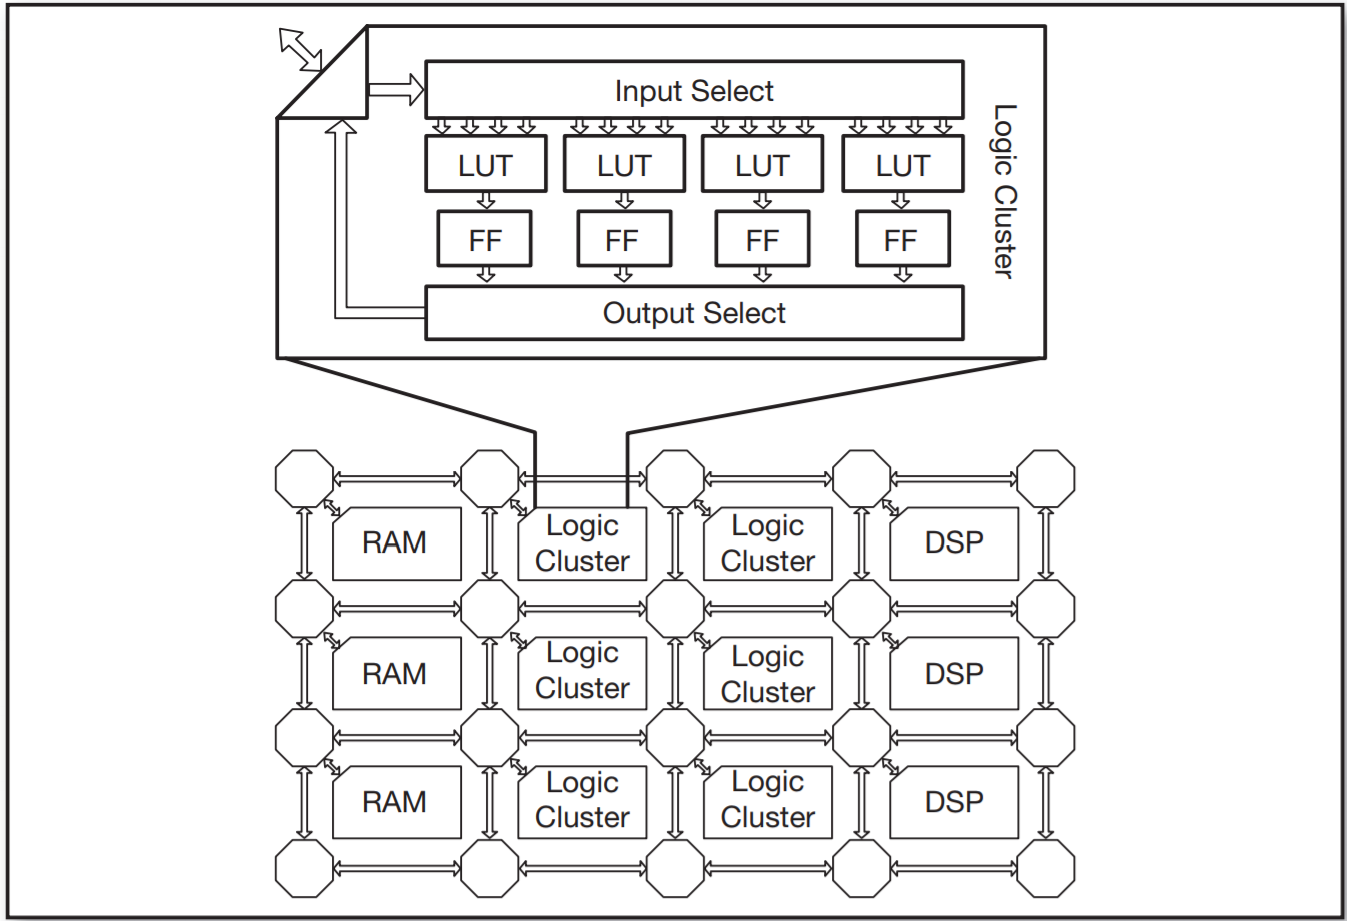 Input Select
LUT LUT LUT LUT
FF FF FF FF
Output Select
Logic Cluster
RAM
Logic
Cluster
Logic
Cluster
DSP
RAM
Logic
Cluster
Logic
Cluster
DSP
RAM
Logic
Cluster
Logic
Cluster
DSP